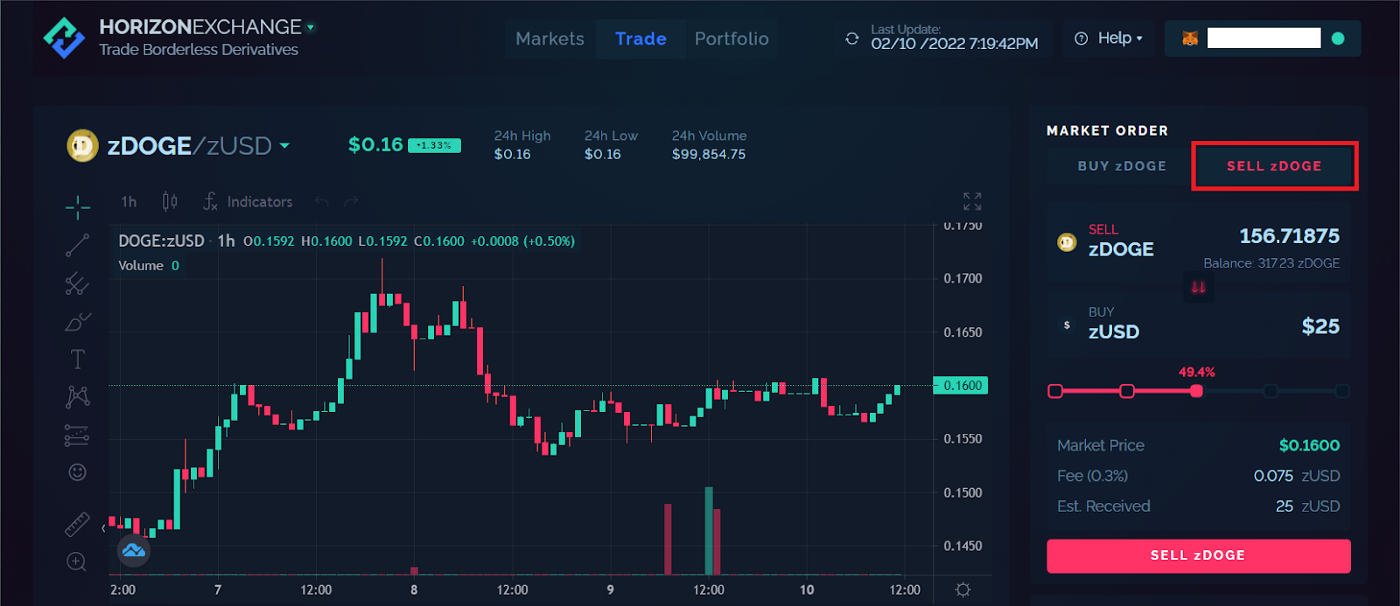 HORIZONEXCHANGE
Trade Borderless Derivatives
Markets Trade Portfolio
Last Update:
02/10 /2022 7:19:42PM
Help
zDOGE/zUSD
$0.16 -1.33%
24h High 24h Low 24h Volume
$0.16 $0.16 $99,854.75
1h Indicators
DOGE:zUSD · 1h O0.1592 H0.1600 L0.1592 C0.1600 +0.0008 (+0.50%)
Volume 0
0.1750
0.1700
0.1650
0.1600
0.1550
0.1500
0.1450
2:00 7 12:00 8 12:00 9 12:00 10 12:00
MARKET ORDER
BUY zDOGE SELL zDOGE
SELL
zDOGE 156.71875
Balance: 317.23 zDOGE
BUY
zUSD $25
49.4%
Market Price $0.1600
Fee (0.3%) 0.075 zUSD
Est. Received 25 zUSD
SELL zDOGE